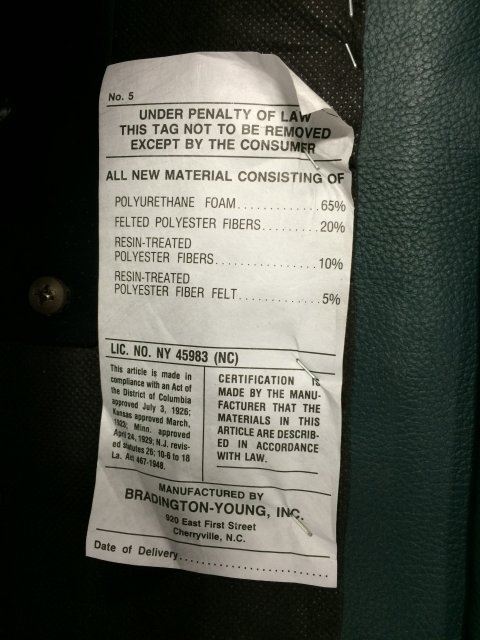 No. 5
UNDER PENALTY OF LAW
THIS TAG NOT TO BE REMOVED
EXCEPT BY THE CONSUMER
ALL NEW MATERIAL CONSISTING OF
POLYURETHANE FOAM............65%
FELTED POLYESTER FIBERS.........20%
RESIN-TREATED
POLYESTER FIBERS................10%
RESIN-TREATED
POLYESTER FIBER FELT.............5%
LIC. NO. NY 45983 (NC)
This article is made in
compliance with an Act of
the District of Columbia
approved July 3, 1926;
Kansas approved March,
1923; Minn. approved
April 24, 1929; N.J. revis-
ed statutes 26; 10-6 to 18
La. Act 467-1948.
CERTIFICATION IS
MADE BY THE MANU-
FACTURER THAT THE
MATERIALS IN THIS
ARTICLE ARE DESCRIB-
ED IN ACCORDANCE
WITH LAW.
MANUFACTURED BY
BRADINGTON-YOUNG, INC.
920 East First Street
Cherryville, N.C.
Date of Delivery..............................